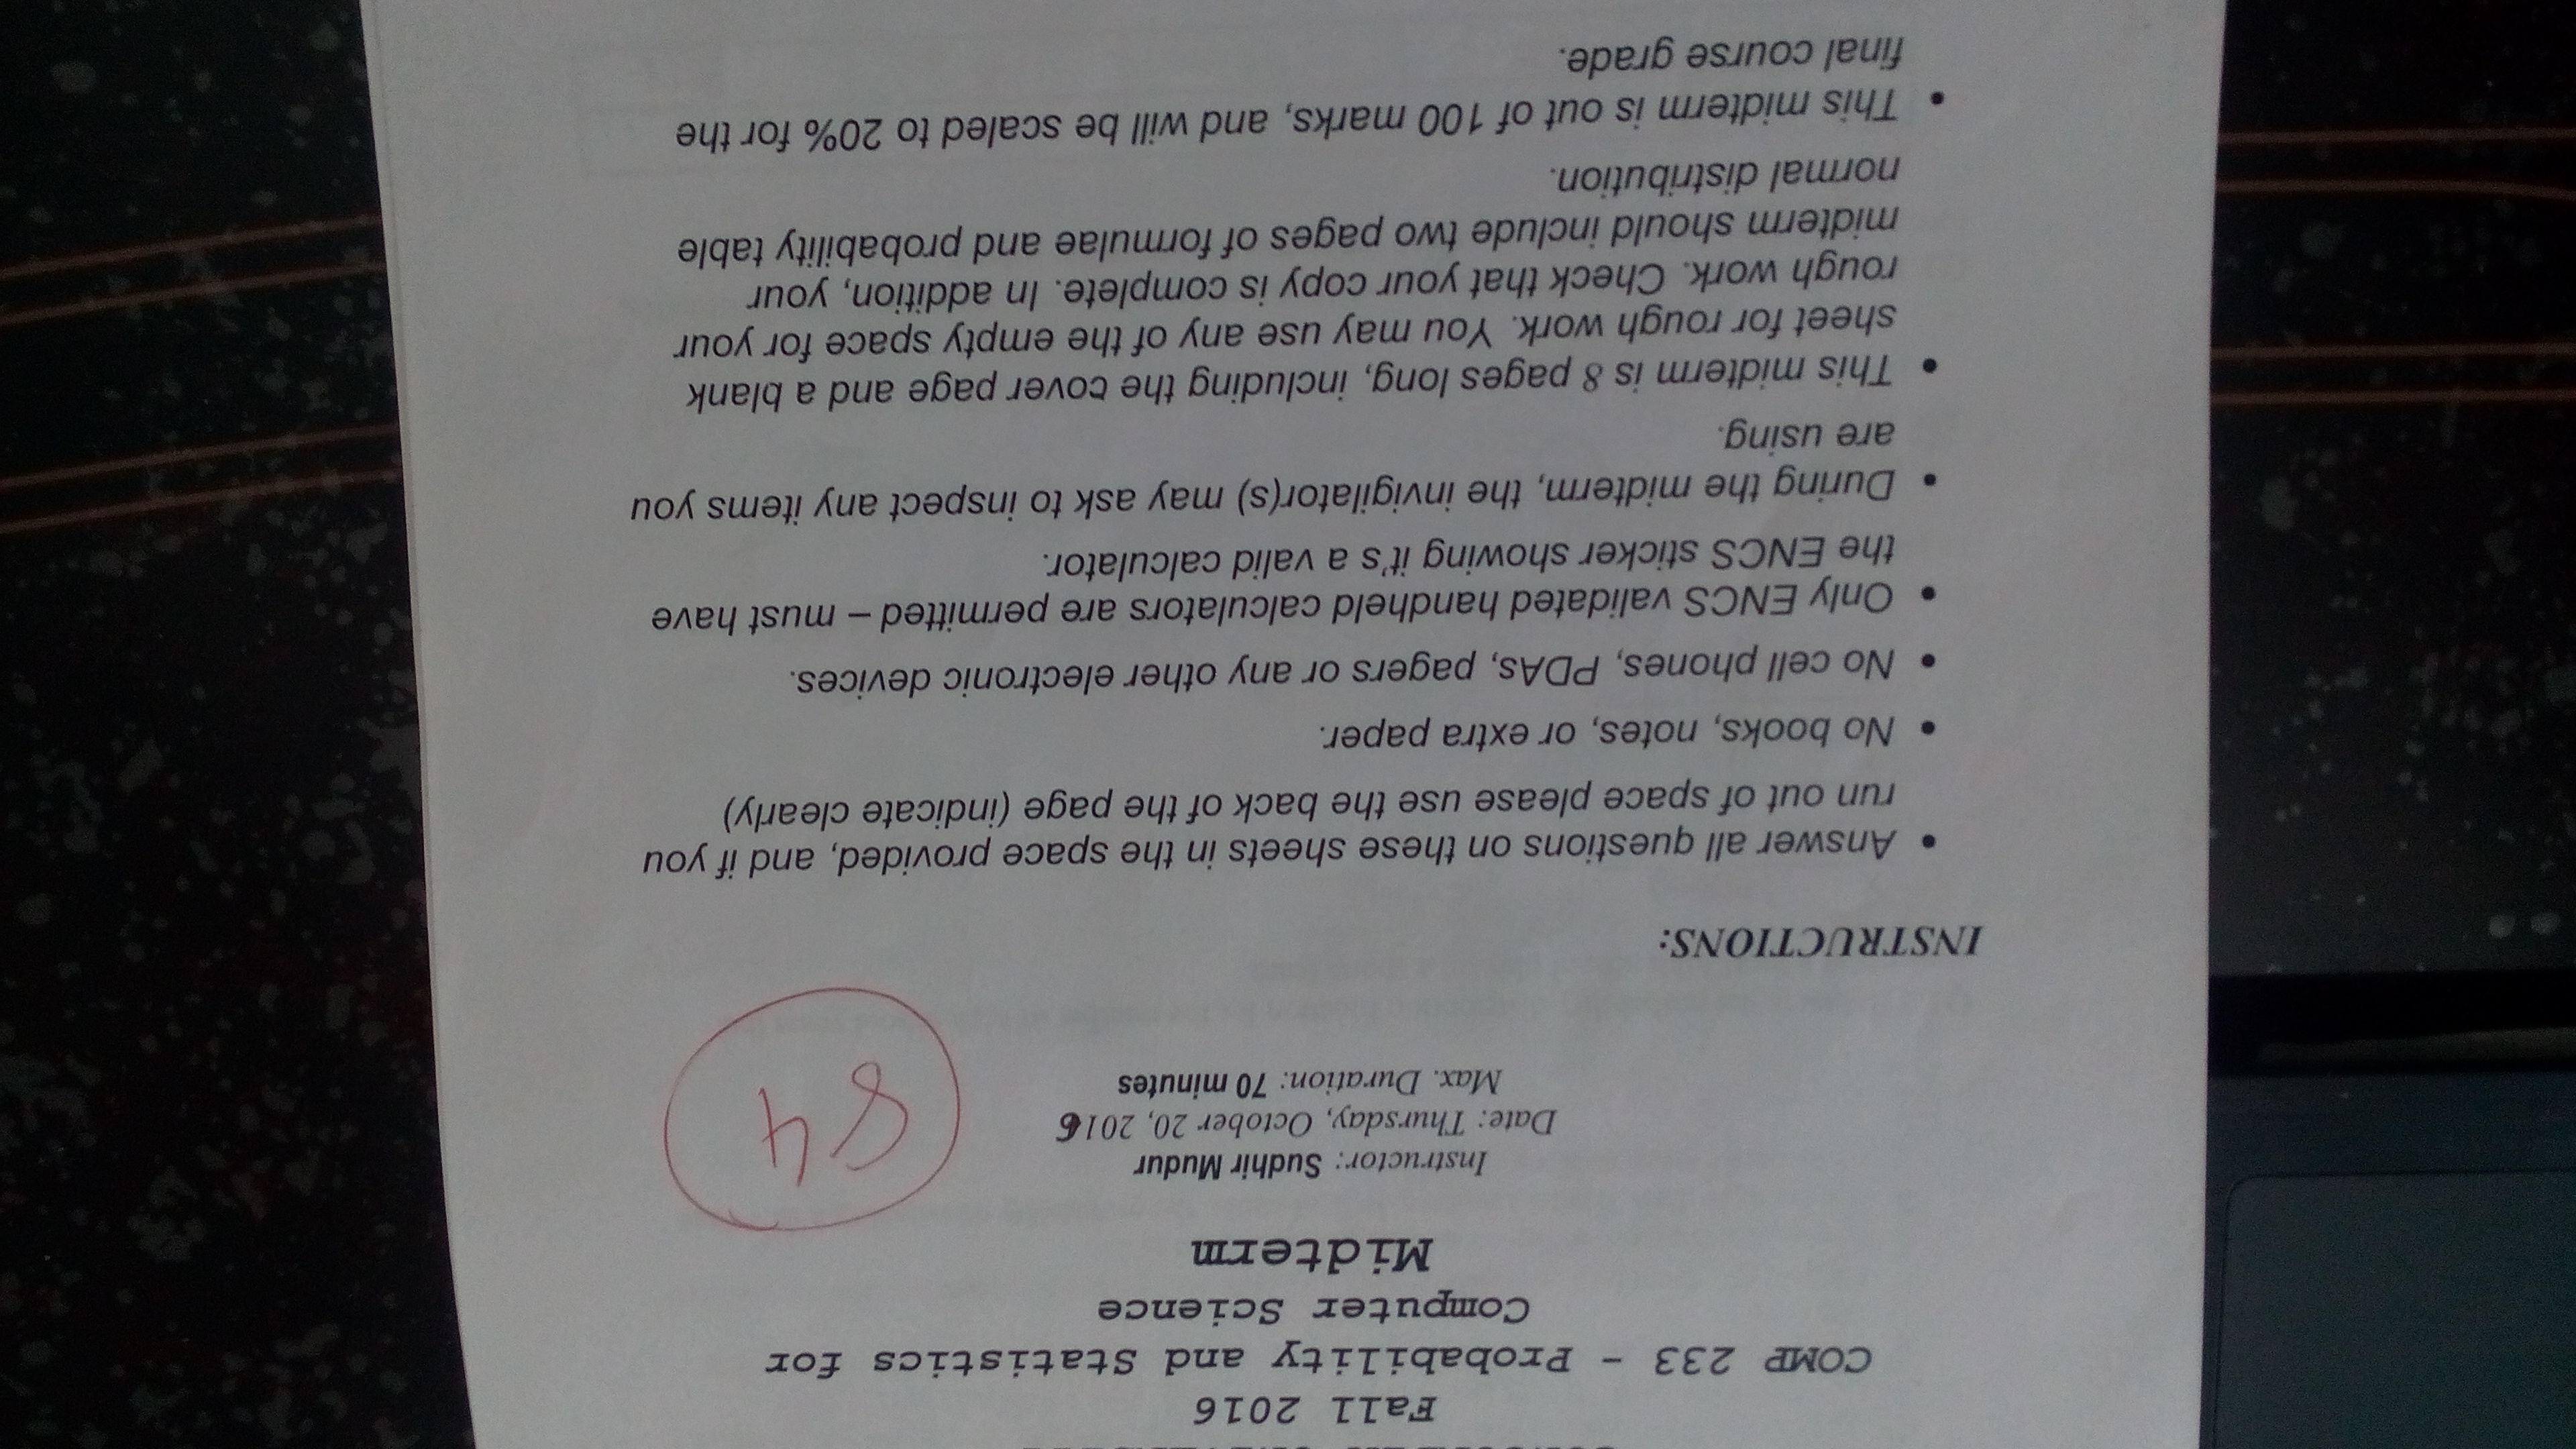 Fall 2016
COMP 233 – Probability and Statistics for
Computer Science
Midterm
Instructor: Sudhir Mudur
Date: Thursday, October 20, 2016
Max. Duration: 70 minutes
84
INSTRUCTIONS:
• Answer all questions on these sheets in the space provided, and if you
run out of space please use the back of the page (indicate clearly)
• No books, notes, or extra paper.
• No cell phones, PDAs, pagers or any other electronic devices.
• Only ENCS validated handheld calculators are permitted – must have
the ENCS sticker showing it's a valid calculator.
• During the midterm, the invigilator(s) may ask to inspect any items you
are using.
• This midterm is 8 pages long, including the cover page and a blank
sheet for rough work. You may use any of the empty space for your
rough work. Check that your copy is complete. In addition, your
midterm should include two pages of formulae and probability table
normal distribution.
• This midterm is out of 100 marks, and will be scaled to 20% for the
final course grade.